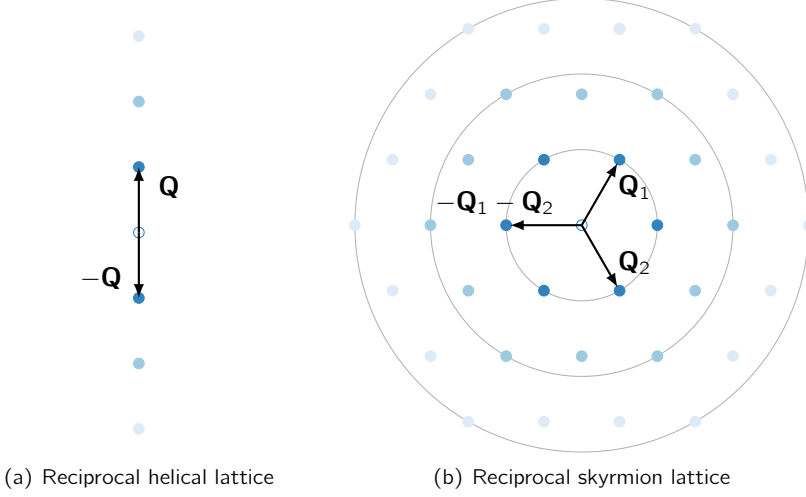 Q
−Q
−Q₁ − Q₂
Q₁
Q₂
(a) Reciprocal helical lattice
(b) Reciprocal skyrmion lattice